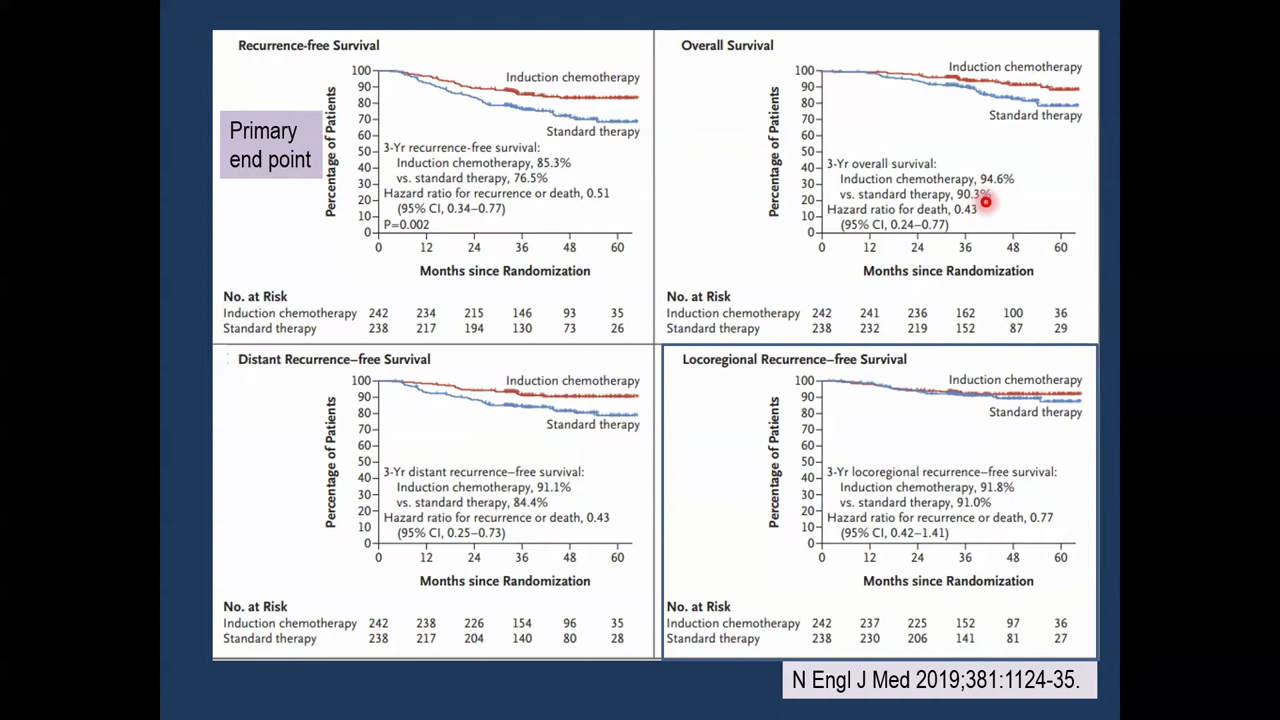 Recurrence-free Survival
Primary
end point
Percentage of Patients
100
90
80
70
60
50
40
30
20
10
0
Induction chemotherapy
Standard therapy
3-Yr recurrence-free survival:
Induction chemotherapy, 85.3%
vs. standard therapy, 76.5%
Hazard ratio for recurrence or death, 0.51
(95% CI, 0.34–0.77)
P=0.002
0 12 24 36 48 60
Months since Randomization
No. at Risk
Induction chemotherapy 242 234 215 146 93 35
Standard therapy 238 217 194 130 73 26
Overall Survival
Percentage of Patients
100
90
80
70
60
50
40
30
20
10
0
Induction chemotherapy
Standard therapy
3-Yr overall survival:
Induction chemotherapy, 94.6%
vs. standard therapy, 90.3%
Hazard ratio for death, 0.43
(95% CI, 0.24–0.77)
0 12 24 36 48 60
Months since Randomization
No. at Risk
Induction chemotherapy 242 241 236 162 100 36
Standard therapy 238 232 219 152 87 29
Distant Recurrence–free Survival
Percentage of Patients
100
90
80
70
60
50
40
30
20
10
0
Induction chemotherapy
Standard therapy
3-Yr distant recurrence–free survival:
Induction chemotherapy, 91.1%
vs. standard therapy, 84.4%
Hazard ratio for recurrence or death, 0.43
(95% CI, 0.25–0.73)
0 12 24 36 48 60
Months since Randomization
No. at Risk
Induction chemotherapy 242 238 226 154 96 35
Standard therapy 238 217 204 140 80 28
Locoregional Recurrence–free Survival
Percentage of Patients
100
90
80
70
60
50
40
30
20
10
0
Induction chemotherapy
Standard therapy
3-Yr locoregional recurrence–free survival:
Induction chemotherapy, 91.8%
vs. standard therapy, 91.0%
Hazard ratio for recurrence or death, 0.77
(95% CI, 0.42–1.41)
0 12 24 36 48 60
Months since Randomization
No. at Risk
Induction chemotherapy 242 237 225 152 97 36
Standard therapy 238 230 206 141 81 27
N Engl J Med 2019;381:1124-35.